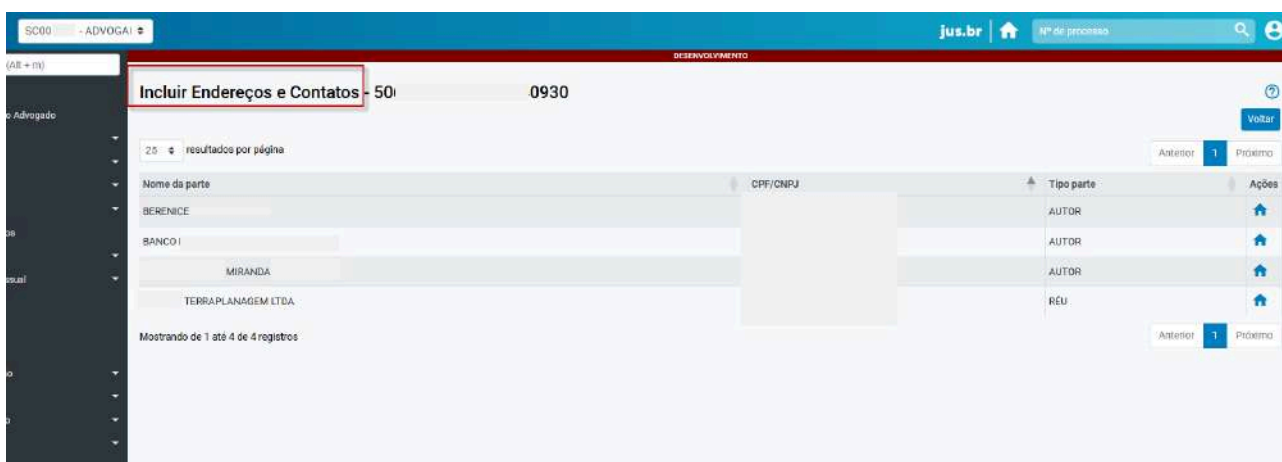 SC00 - ADVOGAI
jus.br
Nº de processo
(Alt + m)
DESENVOLVIMENTO
Incluir Endereços e Contatos - 50 0930
o Advogado
Voltar
25 resultados por página
Anterior 1 Próximo
Nome da parte CPF/CNPJ Tipo parte Ações
BERENICE AUTOR
BANCO AUTOR
MIRANDA AUTOR
ssual
TERRAPLANAGEM LTDA RÉU
Mostrando de 1 até 4 de 4 registros
Anterior 1 Próximo